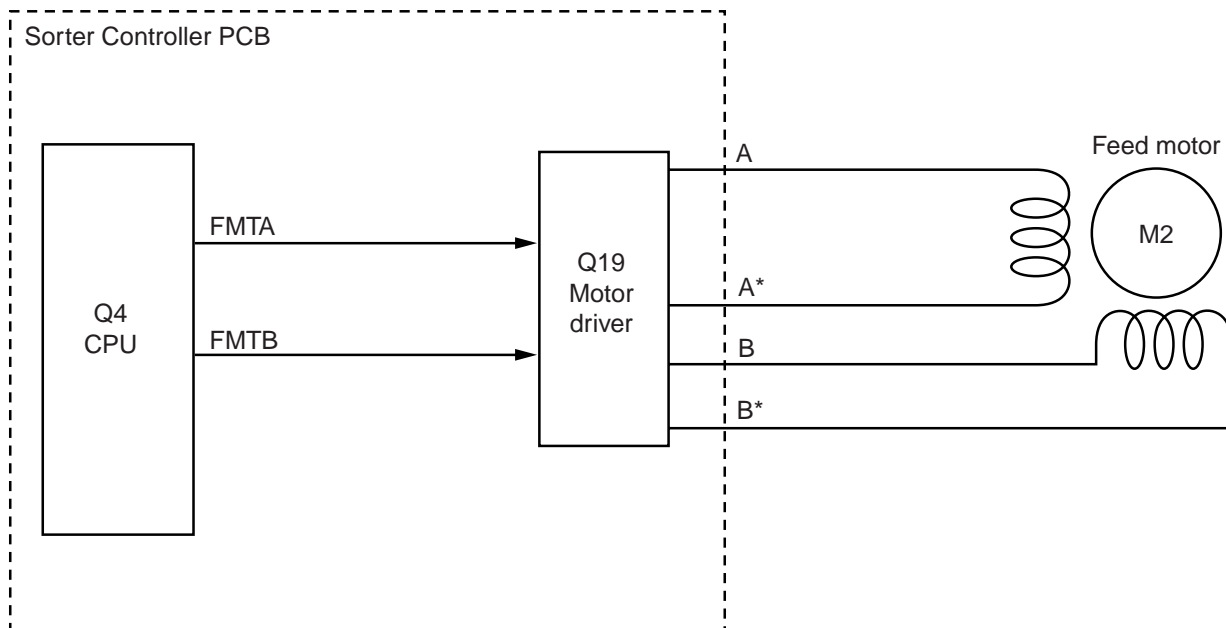 Sorter Controller PCB
Q4
CPU
FMTA
FMTB
Q19
Motor
driver
A
A*
B
B*
Feed motor
M2